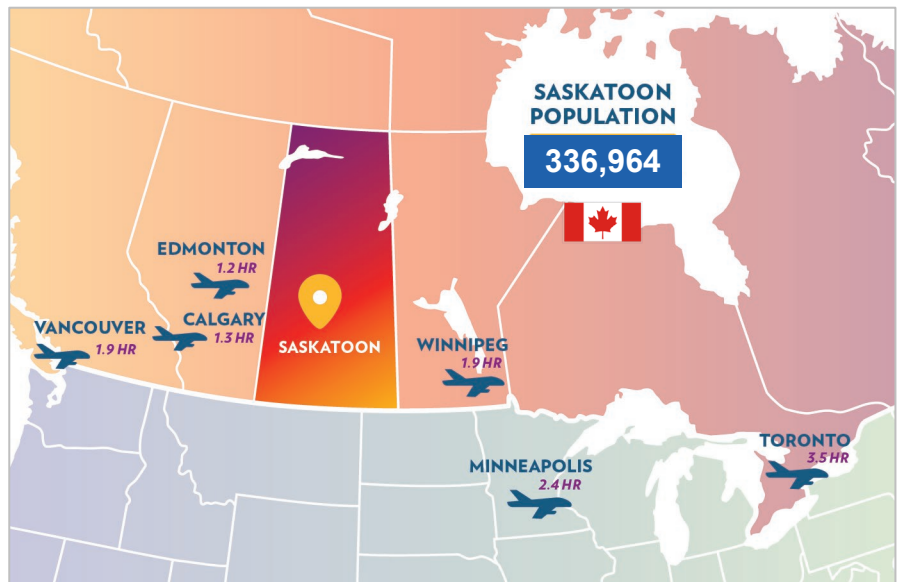 SASKATOON
POPULATION
336,964
EDMONTON
1.2 HR
CALGARY
1.3 HR
VANCOUVER
1.9 HR
SASKATOON
WINNIPEG
1.9 HR
MINNEAPOLIS
2.4 HR
TORONTO
3.5 HR